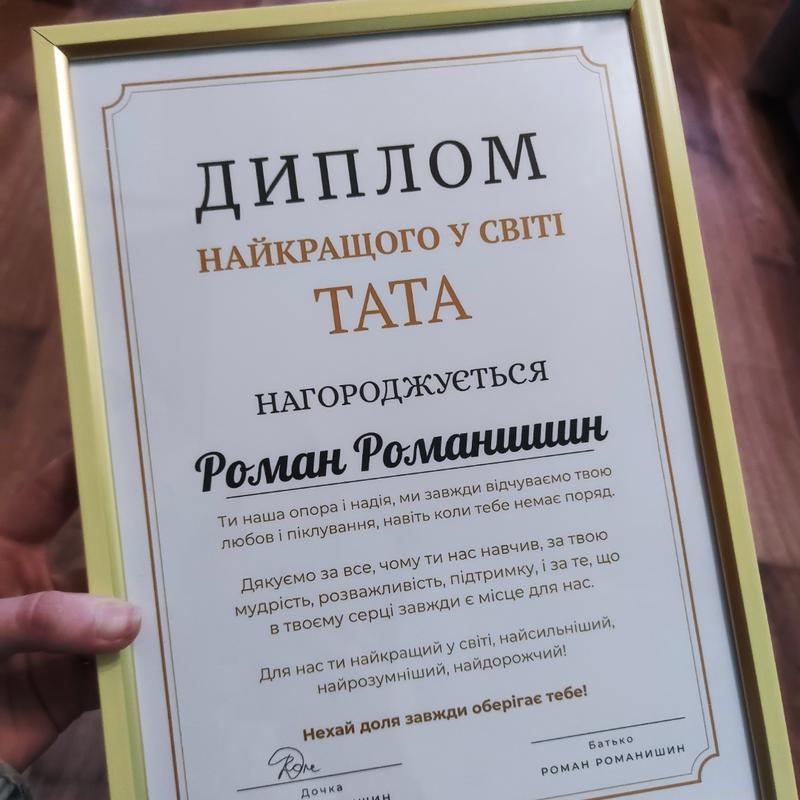 ДИПЛОМ
НАЙКРАЩОГО У СВІТІ
ТАТА
НАГОРОДЖУЄТЬСЯ
Роман Романишин
Ти наша опора і надія, ми завжди відчуваємо твою
любов і піклування, навіть коли тебе немає поряд.
Дякуємо за все, чому ти нас навчив, за твою
мудрість, розважливість, підтримку, і за те, що
в твоєму серці завжди є місце для нас.
Для нас ти найкращий у світі, найсильніший,
найрозумніший, найдорожчий!
Нехай доля завжди оберігає тебе!
Дочка
Батько
РОМАН РОМАНИШИН